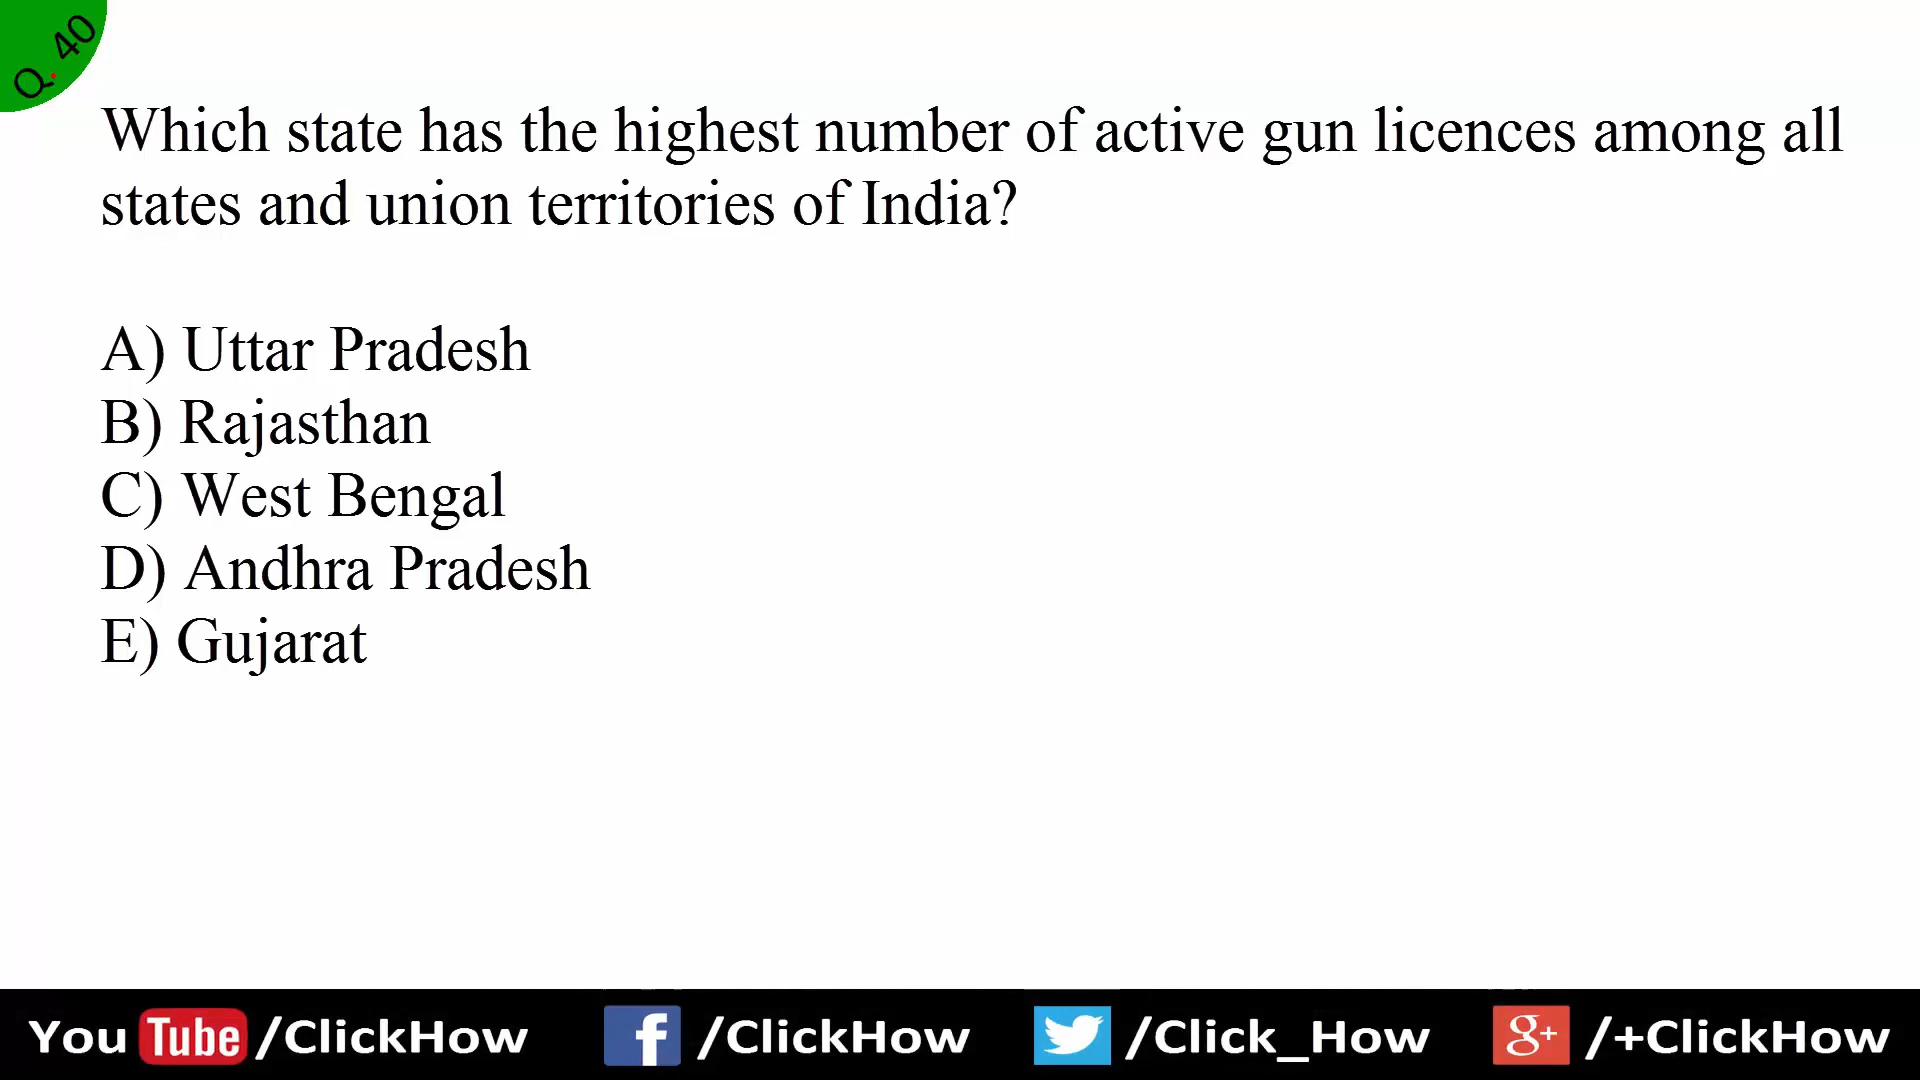 Q. 40
Which state has the highest number of active gun licences among all
states and union territories of India?
A) Uttar Pradesh
B) Rajasthan
C) West Bengal
D) Andhra Pradesh
E) Gujarat
You Tube /ClickHow f /ClickHow /Click_How g+ /+ClickHow